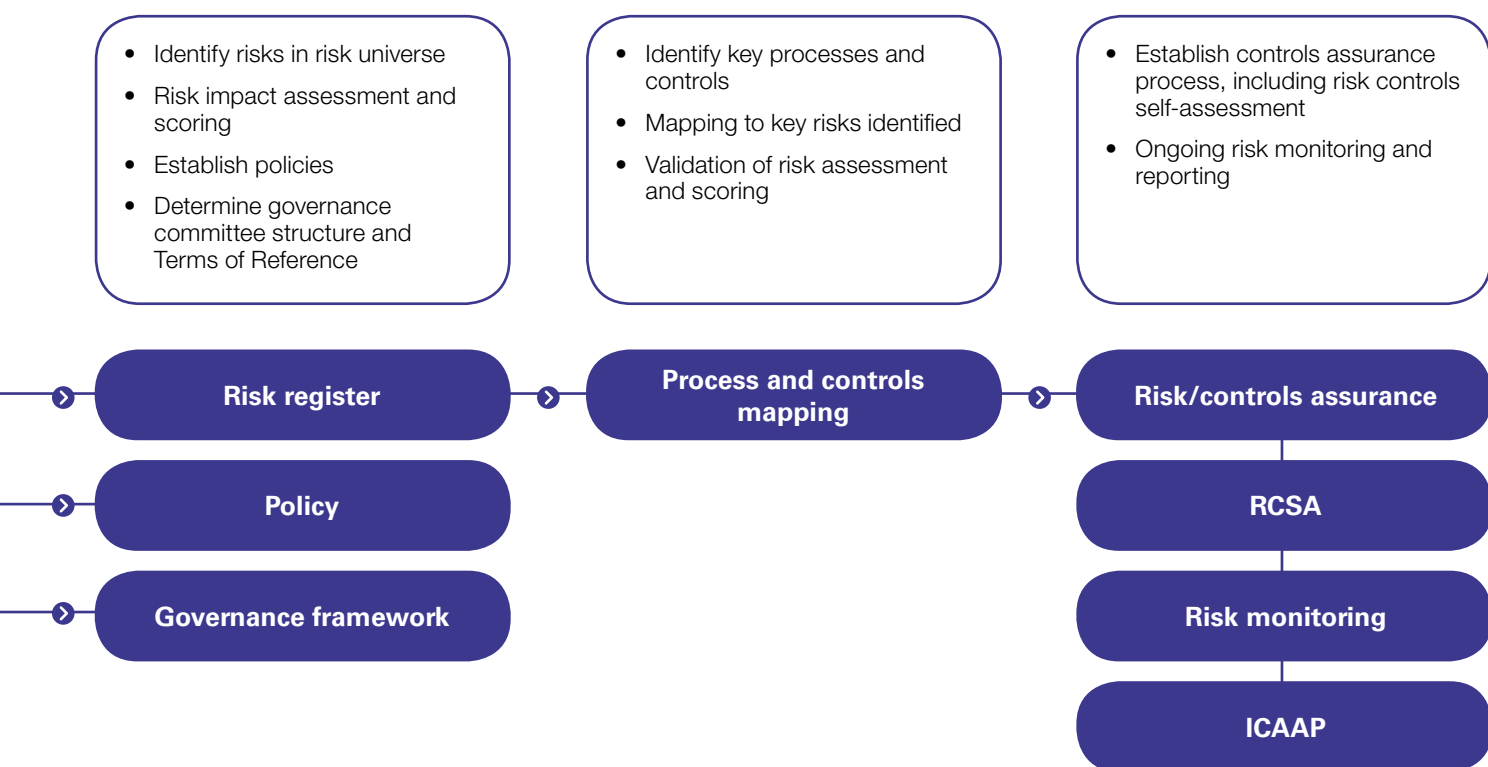 • Identify risks in risk universe
• Risk impact assessment and
scoring
• Establish policies
• Determine governance
committee structure and
Terms of Reference
• Identify key processes and
controls
• Mapping to key risks identified
• Validation of risk assessment
and scoring
• Establish controls assurance
process, including risk controls
self-assessment
• Ongoing risk monitoring and
reporting
Risk register
Process and controls
mapping
Risk/controls assurance
Policy
RCSA
Governance framework
Risk monitoring
ICAAP